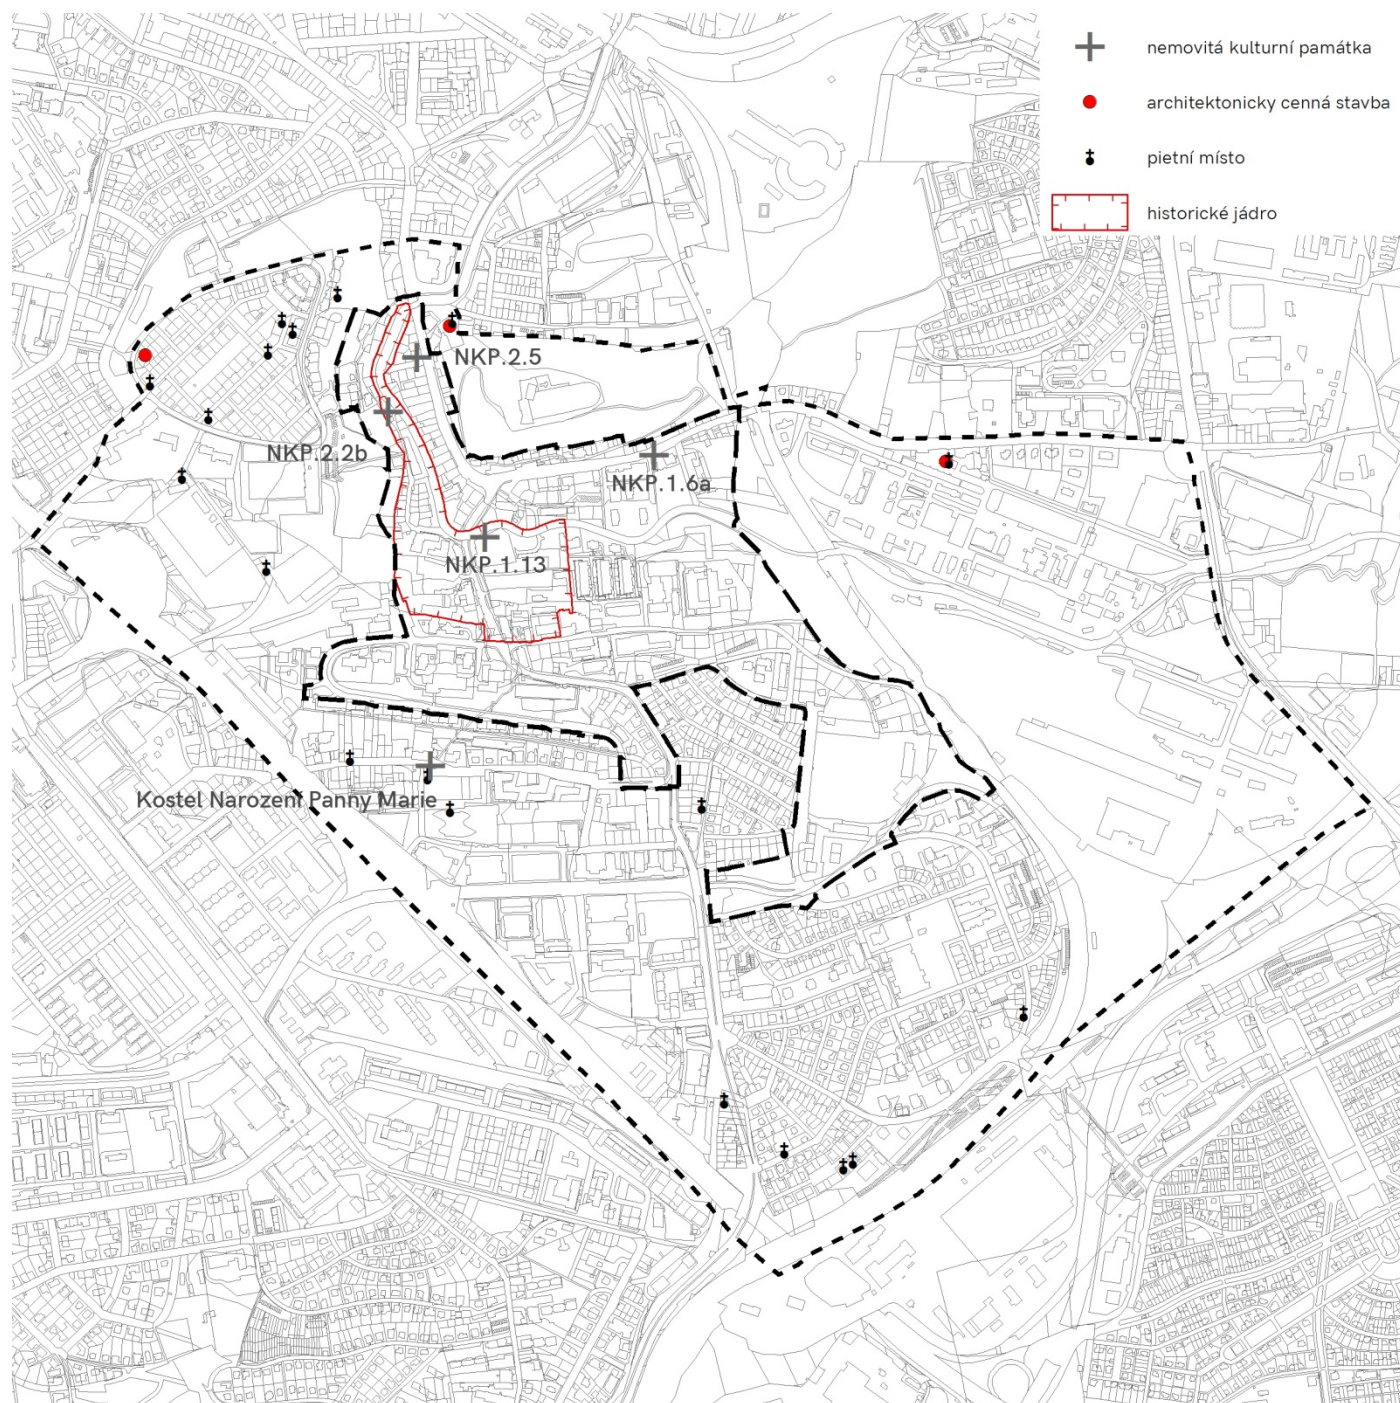 nemovitá kulturní památka
architektonicky cenná stavba
pietní místo
historické jádro
NKP.2.5
NKP.2.2b
NKP.1.6a
NKP.1.13
Kostel Narození Panny Marie